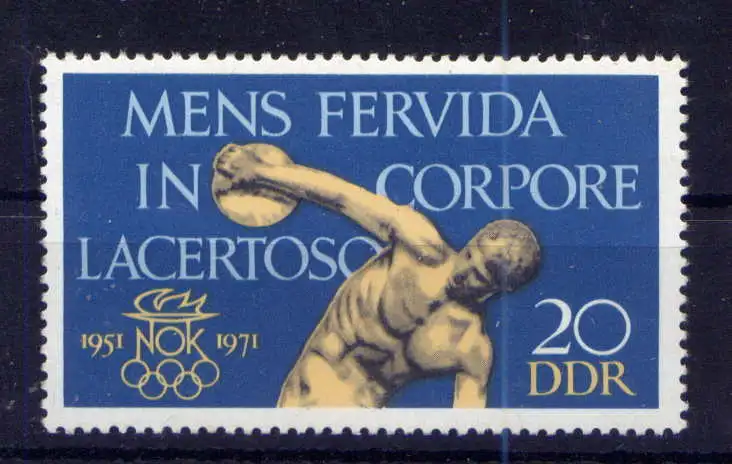 MENS FERVIDA
IN CORPORE
LACERTOSO
1951 NOK 1971
20
DDR